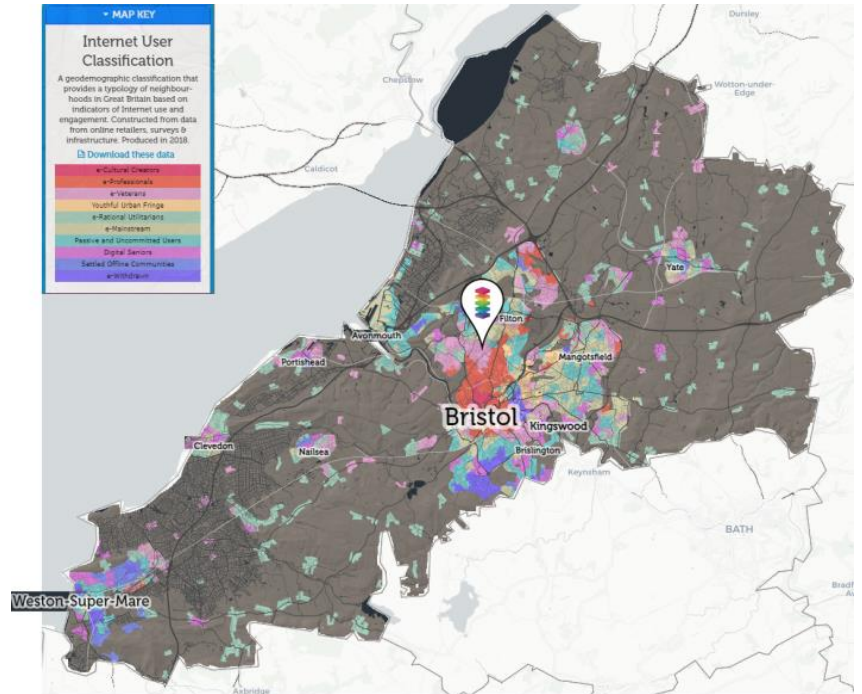 MAP KEY
Internet User
Classification
A geodemographic classification that
provides a typology of neighbour-
hoods in Great Britain based on
indicators of Internet use and
engagement. Constructed from data
from online retailers, surveys &
infrastructure. Produced in 2018.
Download these data
e-Cultural Creators
e-Professionals
e-Veterans
Youthful Urban Fringe
e-Rational Utilitarians
e-Mainstream
Passive and Uncommitted Users
Digital Seniors
Settled Offline Communities
e-Withdrawn
Dursley
Chepstow
Wotton-under-
Edge
Caldicot
Yate
Filton
Avonmouth
Mangotsfield
Portishead
Bristol
Kingswood
Clevedon
Nailsea
Brislington
Keynsham
BATH
Weston-Super-Mare
Axbridge